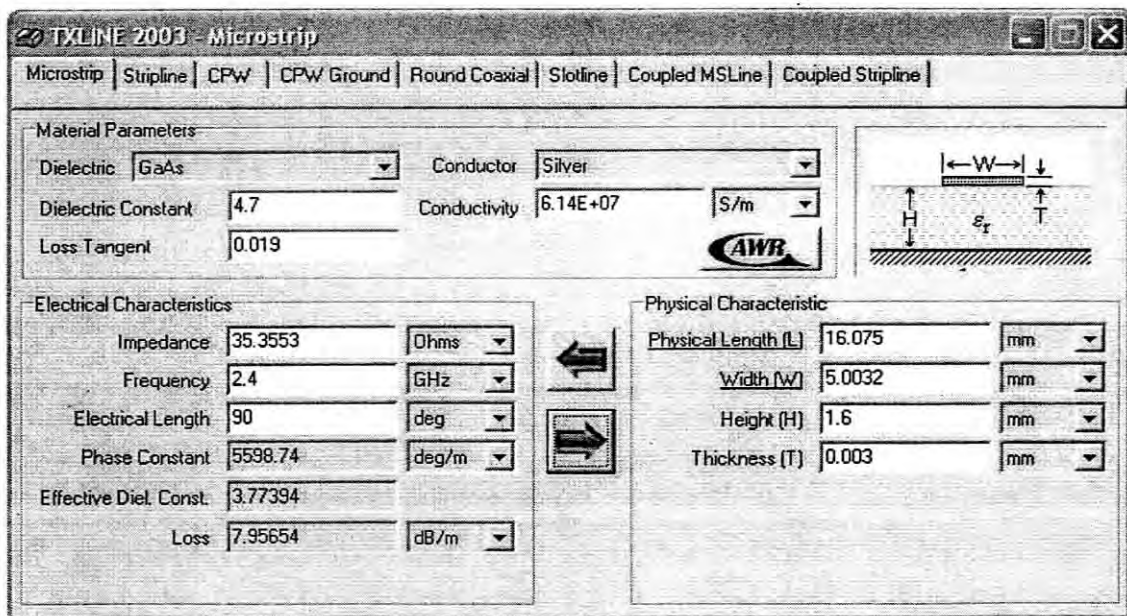 TXLINE 2003 - Microstrip
Microstrip Stripline CPW CPW Ground Round Coaxial Slotline Coupled MSLine Coupled Stripline
Material Parameters
Dielectric GaAs Conductor Silver
Dielectric Constant 4.7 Conductivity 6.14E+07 S/m
Loss Tangent 0.019 AWR
W
H εr T
Electrical Characteristics
Impedance 35.3553 Ohms
Frequency 2.4 GHz
Electrical Length 90 deg
Phase Constant 5598.74 deg/m
Effective Diel. Const. 3.77394
Loss 7.95654 dB/m
Physical Characteristic
Physical Length (L) 16.075 mm
Width (W) 5.0032 mm
Height (H) 1.6 mm
Thickness (T) 0.003 mm